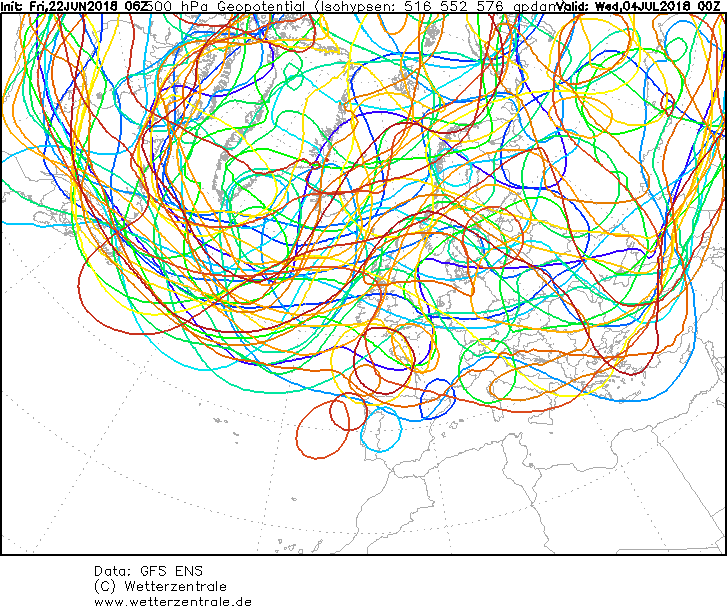 Init: Fri,22JUN2018 06Z 500 hPa Geopotential (Isohypsen: 516 552 576 gpdam Valid: Wed,04JUL2018 00Z
Data: GFS ENS
(C) Wetterzentrale
www.wetterzentrale.de